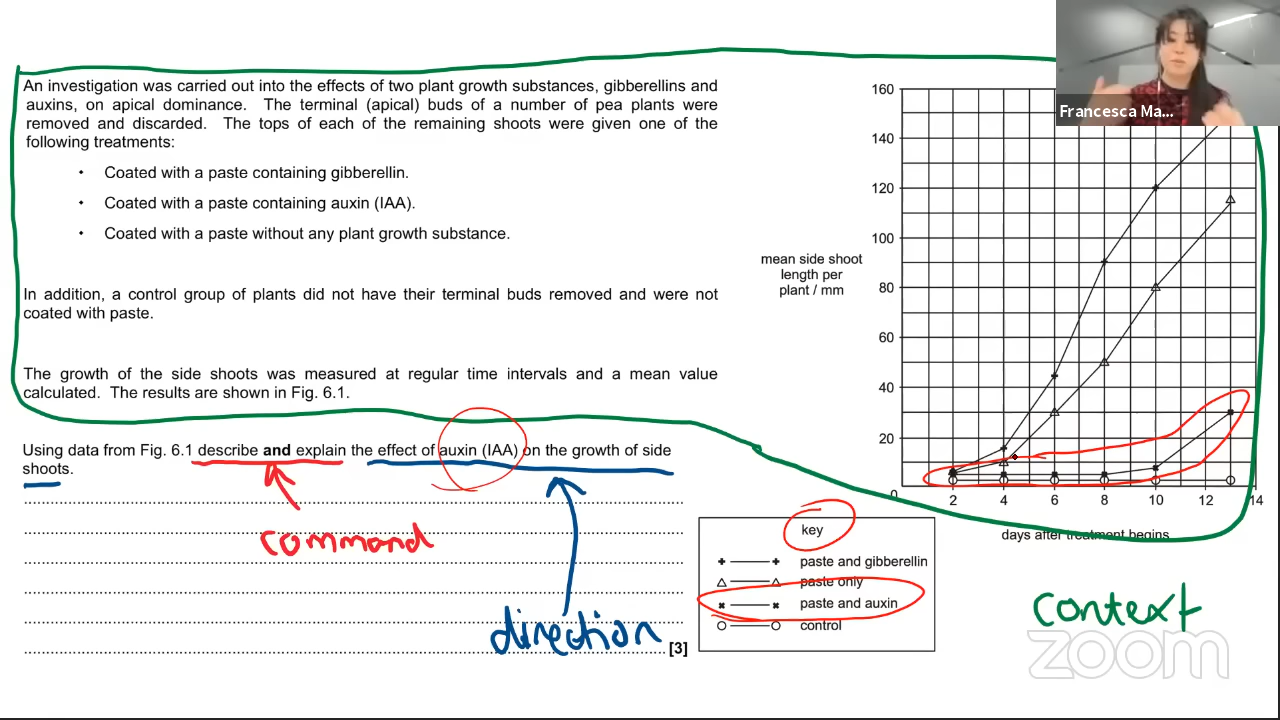 An investigation was carried out into the effects of two plant growth substances, gibberellins and
auxins, on apical dominance. The terminal (apical) buds of a number of pea plants were
removed and discarded. The tops of each of the remaining shoots were given one of the
following treatments:
• Coated with a paste containing gibberellin.
• Coated with a paste containing auxin (IAA).
• Coated with a paste without any plant growth substance.
In addition, a control group of plants did not have their terminal buds removed and were not
coated with paste.
The growth of the side shoots was measured at regular time intervals and a mean value
calculated. The results are shown in Fig. 6.1.
Using data from Fig. 6.1 describe and explain the effect of auxin (IAA) on the growth of side
shoots.
command
direction
[3]
Francesca Ma...
160
140
120
100
80
60
40
20
0
mean side shoot
length per
plant / mm
2 4 6 8 10 12 14
days after treatment begins
key
paste and gibberellin
paste only
paste and auxin
control
context
zoom